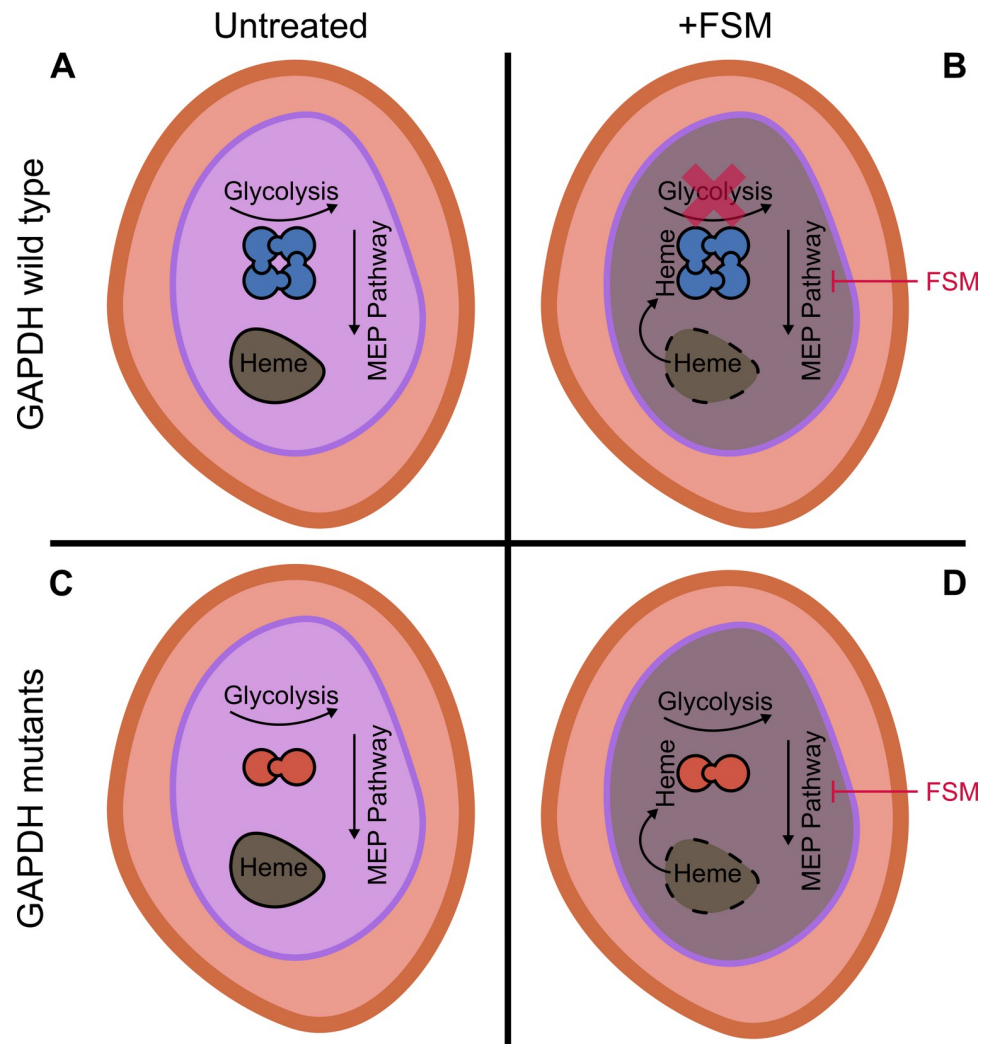 Untreated
+FSM
GAPDH wild type
A
Glycolysis
MEP Pathway
Heme
B
Glycolysis
Heme
MEP Pathway
Heme
FSM
GAPDH mutants
C
Glycolysis
MEP Pathway
Heme
D
Glycolysis
Heme
MEP Pathway
Heme
FSM